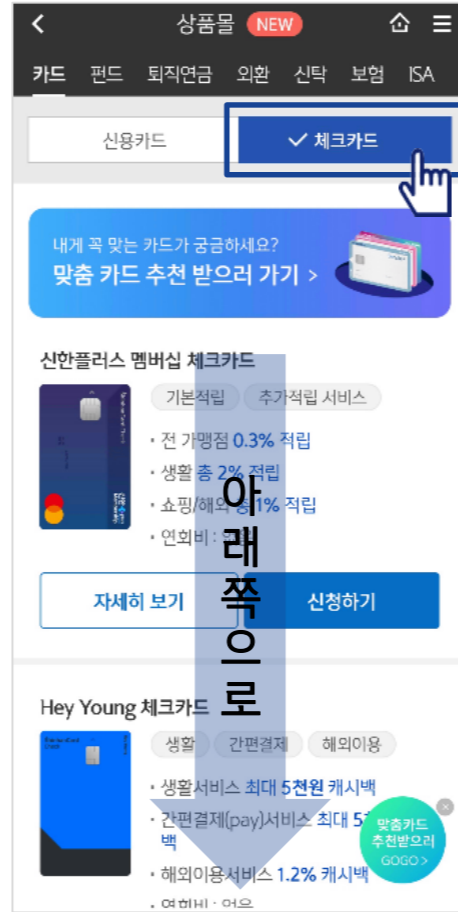 상품몰 NEW
카드 펀드 퇴직연금 외환 신탁 보험 ISA
신용카드 체크카드
내게 꼭 맞는 카드가 궁금하세요?
맞춤 카드 추천 받으러 가기 >
신한플러스 멤버십 체크카드
기본적립 추가적립 서비스
· 전 가맹점 0.3% 적립
· 생활 총 2% 적립
· 쇼핑/해외 총 1% 적립
· 연회비 :
아래쪽으로
자세히 보기 신청하기
Hey Young 체크카드
생활 간편결제 해외이용
· 생활서비스 최대 5천원 캐시백
· 간편결제(pay)서비스 최대 5
백
· 해외이용서비스 1.2% 캐시백
· 연회비 : 없음
맞춤카드
추천받으러
GOGO >